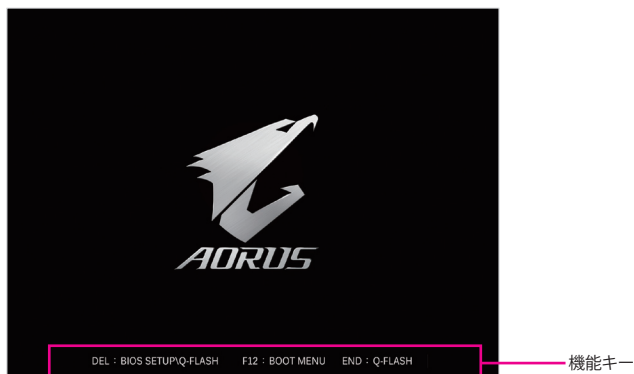 AORUS
DEL : BIOS SETUP\Q-FLASH F12 : BOOT MENU END : Q-FLASH
機能キー